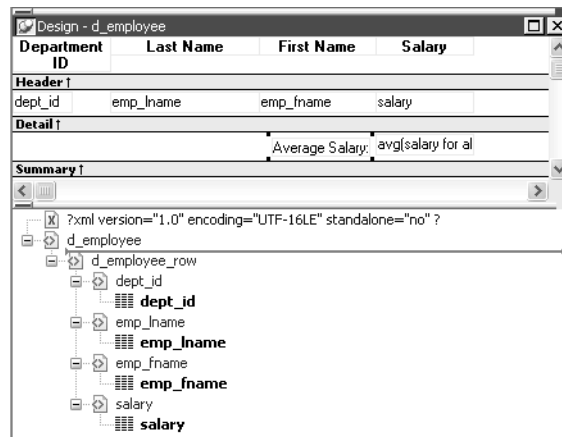 Design - d_employee
Department ID Last Name First Name Salary
Header ↑
dept_id emp_lname emp_fname salary
Detail ↑
Average Salary: avg(salary for al
Summary ↑
?xml version="1.0" encoding="UTF-16LE" standalone="no" ?
d_employee
d_employee_row
dept_id
dept_id
emp_lname
emp_lname
emp_fname
emp_fname
salary
salary